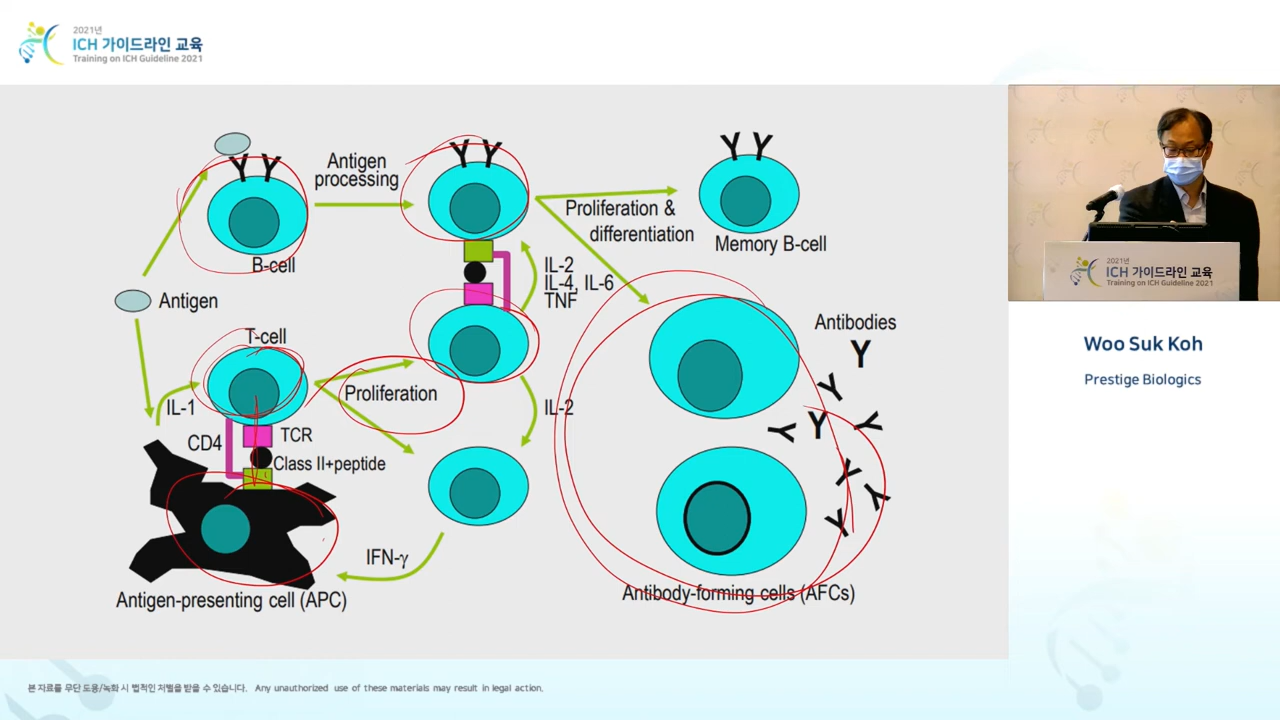 2021년
ICH 가이드라인 교육
Training on ICH Guideline 2021
Antigen
processing
B-cell
Proliferation &
differentiation
Memory B-cell
IL-2
IL-4, IL-6
TNF
Antigen
T-cell
Antibodies
Proliferation
IL-1
IL-2
CD4
TCR
Class II+peptide
IFN-γ
Antigen-presenting cell (APC)
Antibody-forming cells (AFCs)
2021년
ICH 가이드라인 교육
Training on ICH Guideline 2021
Woo Suk Koh
Prestige Biologics
본 자료를 무단 도용/녹화 시 법적인 처벌을 받을 수 있습니다. Any unauthorized use of these materials may result in legal action.